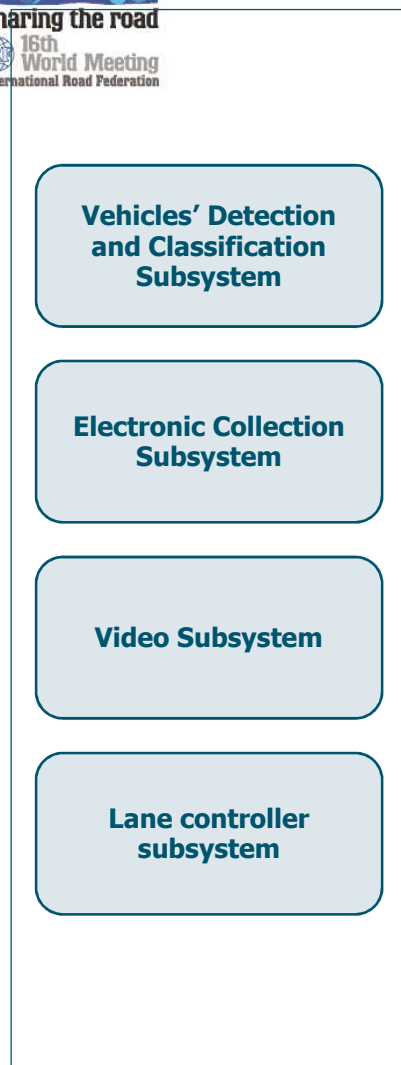 haring the road
16th
World Meeting
ernational Road Federation
Vehicles’ Detection
and Classification
Subsystem
Electronic Collection
Subsystem
Video Subsystem
Lane controller
subsystem